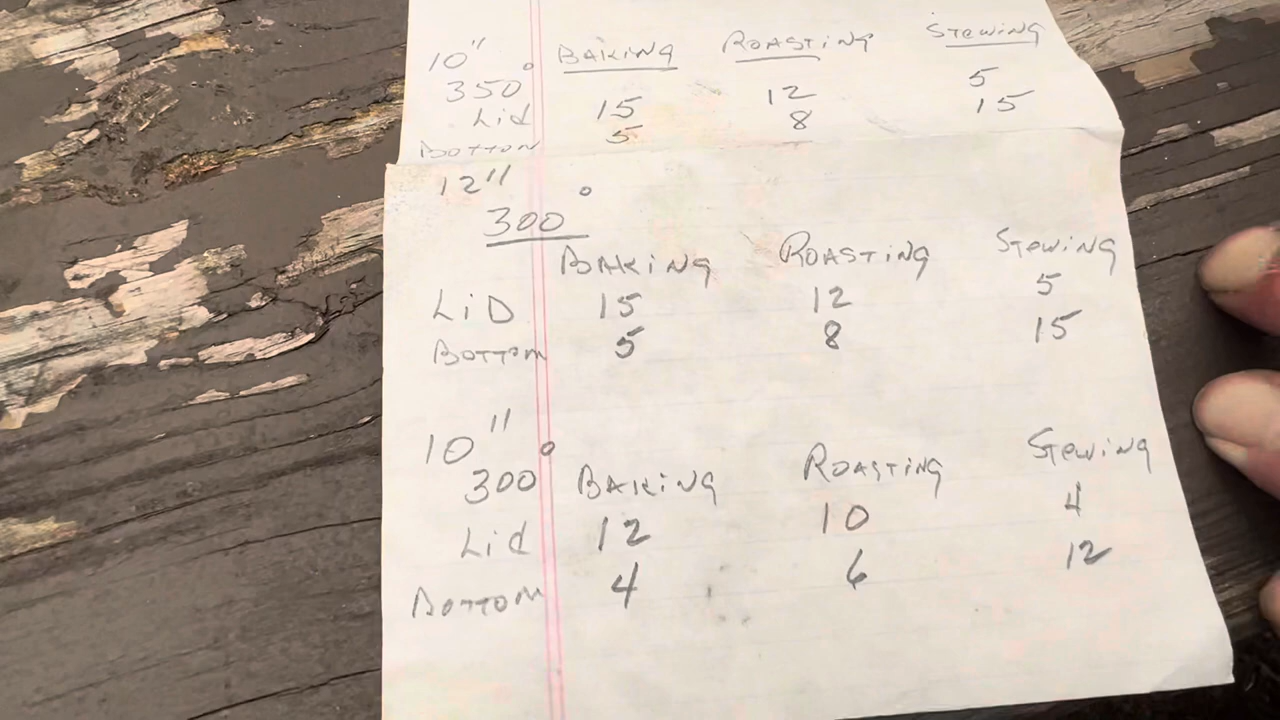 10" BAKING ROASTING STEWING
350° 
Lid 15 12 5
BOTTOM 5 8 15
12"
300°
BAKING ROASTING STEWING
LiD 15 12 5
BOTTOM 5 8 15
10"
300° BAKING ROASTING STEWING
Lid 12 10 4
BOTTOM 4 6 12